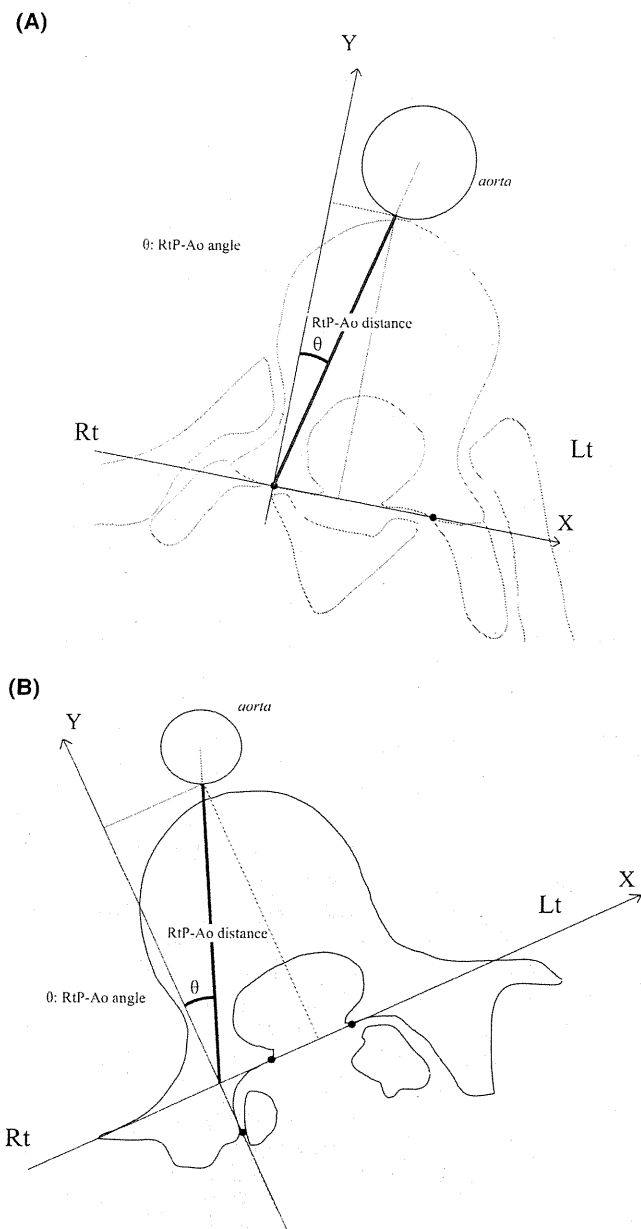 (A)
Y
aorta
θ: RtP-Ao angle
RtP-Ao distance
θ
Rt
Lt
X
(B)
Y
aorta
X
Lt
RtP-Ao distance
θ: RtP-Ao angle
θ
Rt